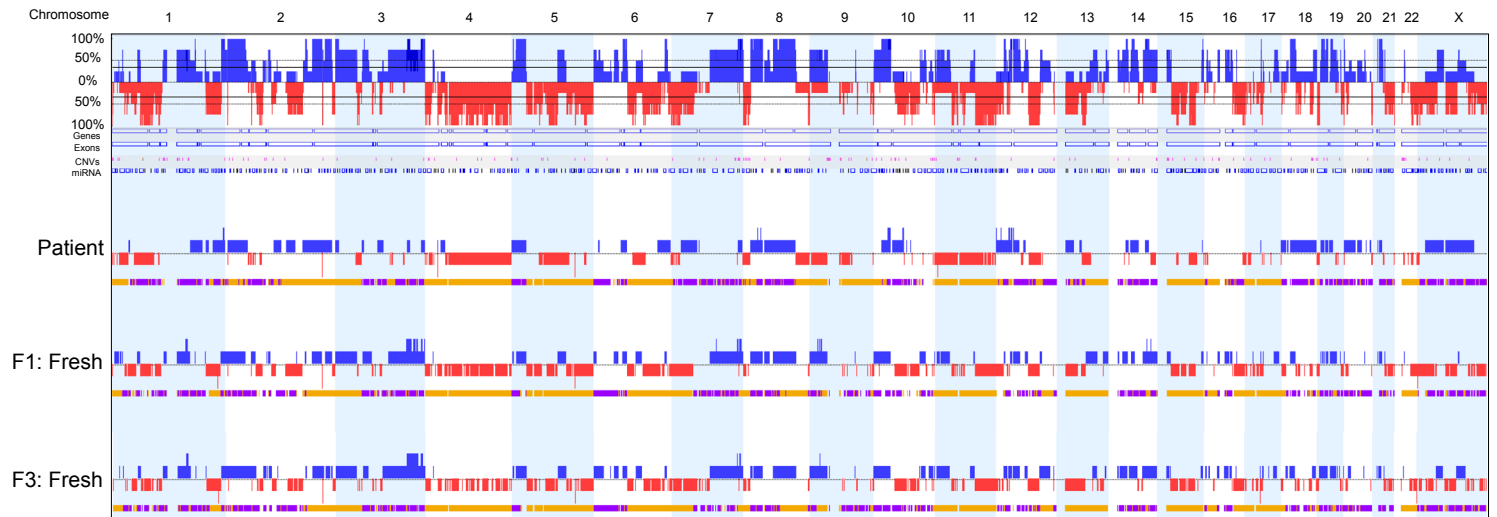 Chromosome 1 2 3 4 5 6 7 8 9 10 11 12 13 14 15 16 17 18 19 20 21 22 X
100%
50%
0%
50%
100%
Genes
Exons
CNVs
miRNA
Patient
F1: Fresh
F3: Fresh